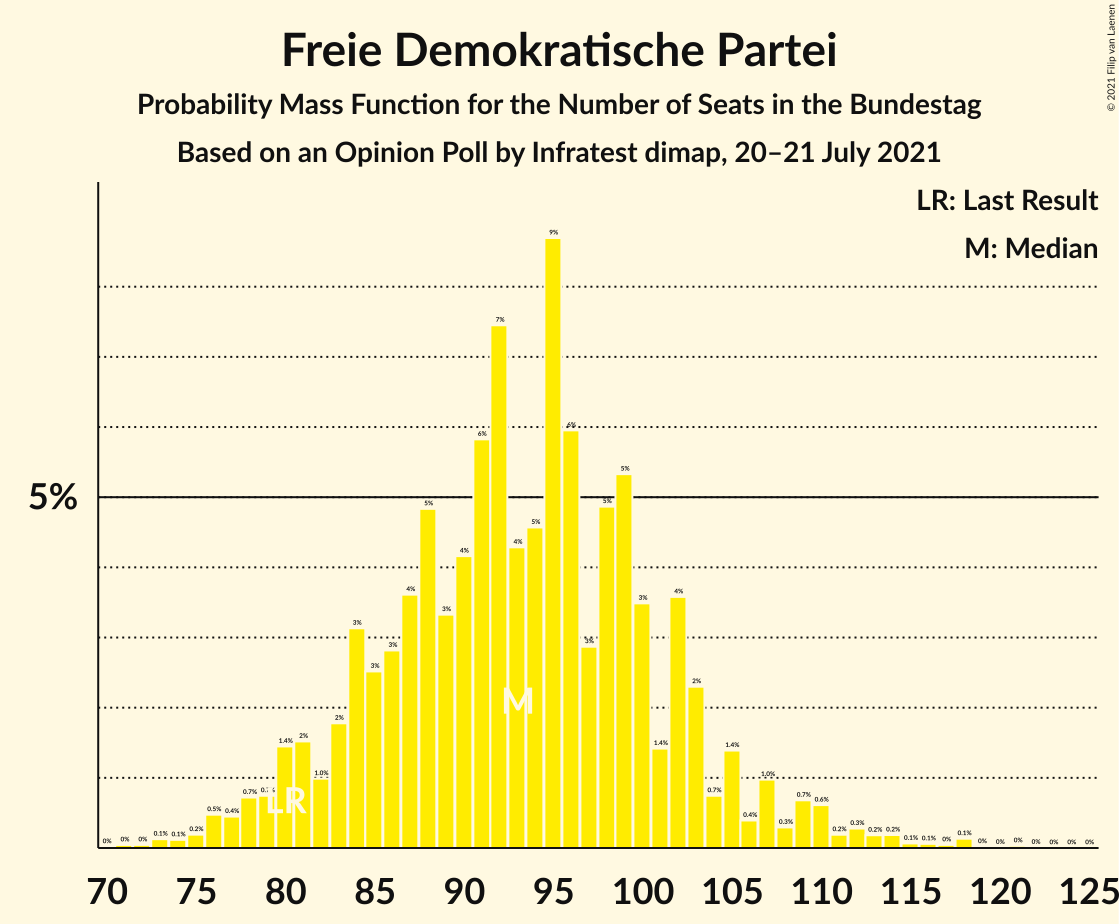 Freie Demokratische Partei
Probability Mass Function for the Number of Seats in the Bundestag
Based on an Opinion Poll by Infratest dimap, 20–21 July 2021
© 2021 Filip van Laenen
LR: Last Result
M: Median
5%
0% 0% 0% 0.1% 0.1% 0.2% 0.5% 0.4% 0.7% 0.7% 1.4% 2% 1.0% 2% 3% 3% 3% 4% 5% 3% 4% 6% 7% 4% 5% 9% 6% 3% 5% 5% 3% 1.4% 4% 2% 0.7% 1.4% 0.4% 1.0% 0.3% 0.7% 0.6% 0.2% 0.3% 0.2% 0.2% 0.1% 0.1% 0% 0.1% 0% 0% 0% 0% 0% 0% 0%
M
LR
70 75 80 85 90 95 100 105 110 115 120 125